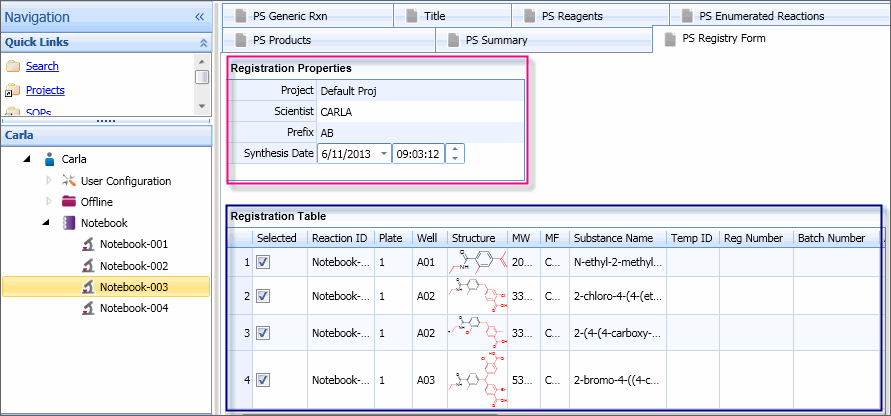 Navigation «
Quick Links
Search
Projects
SOPs
Carla
Carla
User Configuration
Offline
Notebook
Notebook-001
Notebook-002
Notebook-003
Notebook-004
PS Generic Rxn Title PS Reagents PS Enumerated Reactions
PS Products PS Summary PS Registry Form
Registration Properties
Project Default Proj
Scientist CARLA
Prefix AB
Synthesis Date 6/11/2013 09:03:12
Registration Table
Selected Reaction ID Plate Well Structure MW MF Substance Name Temp ID Reg Number Batch Number
1 Notebook-... 1 A01 20... C... N-ethyl-2-methyl...
2 Notebook-... 1 A02 33... C... 2-chloro-4-(4-(et...
3 Notebook-... 1 A02 33... C... 2-(4-(4-carboxy-...
4 Notebook-... 1 A03 53... C... 2-bromo-4-((4-c...